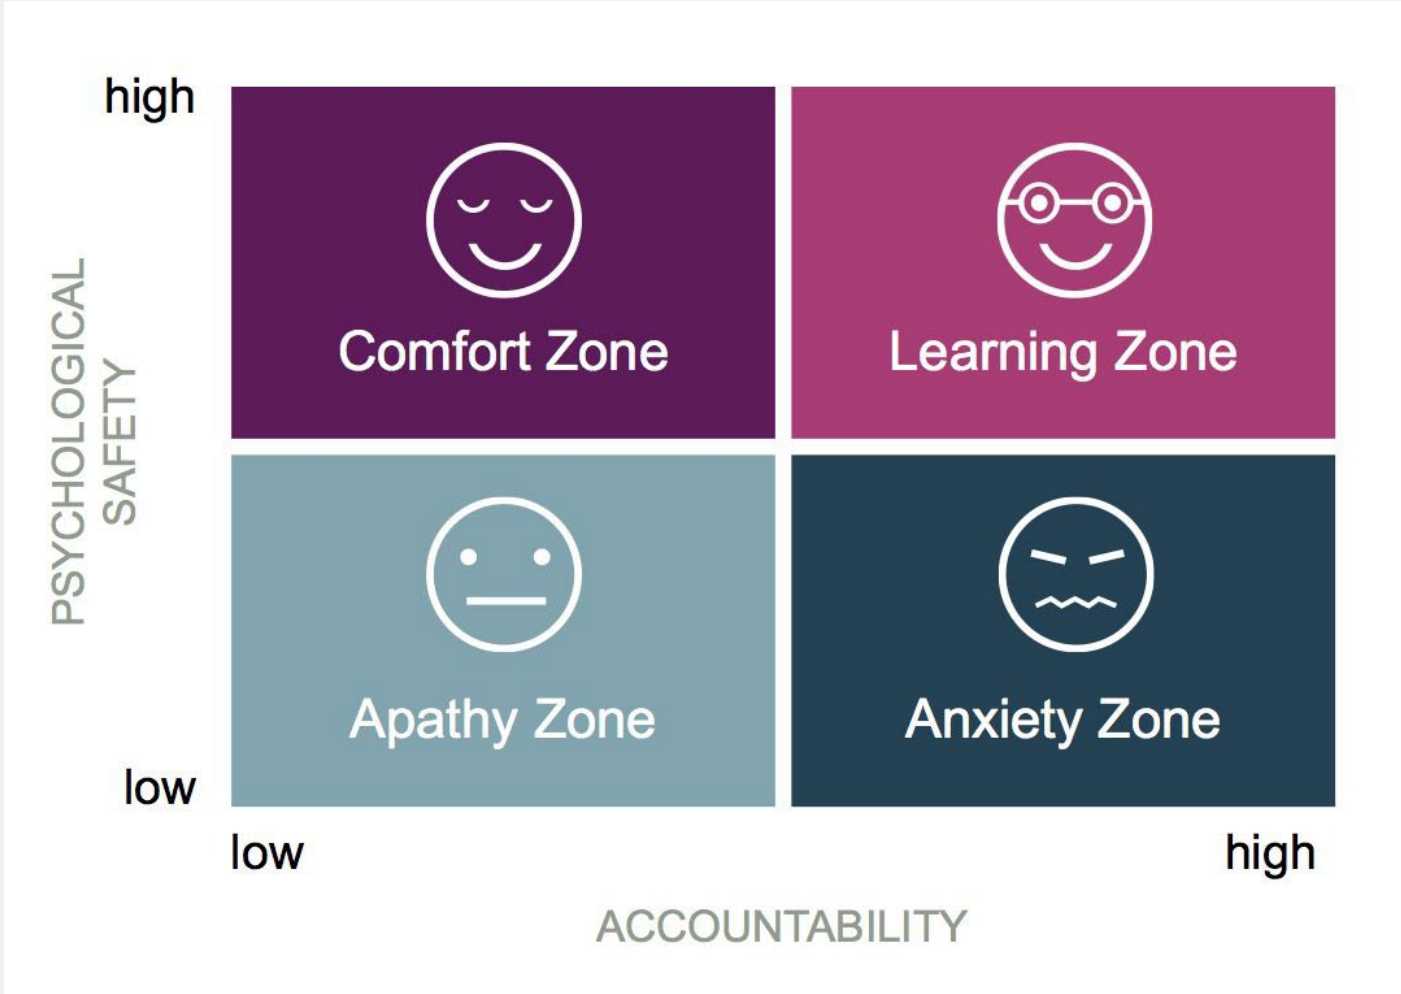 high
Comfort Zone
Learning Zone
PSYCHOLOGICAL
SAFETY
Apathy Zone
Anxiety Zone
low
low
high
ACCOUNTABILITY